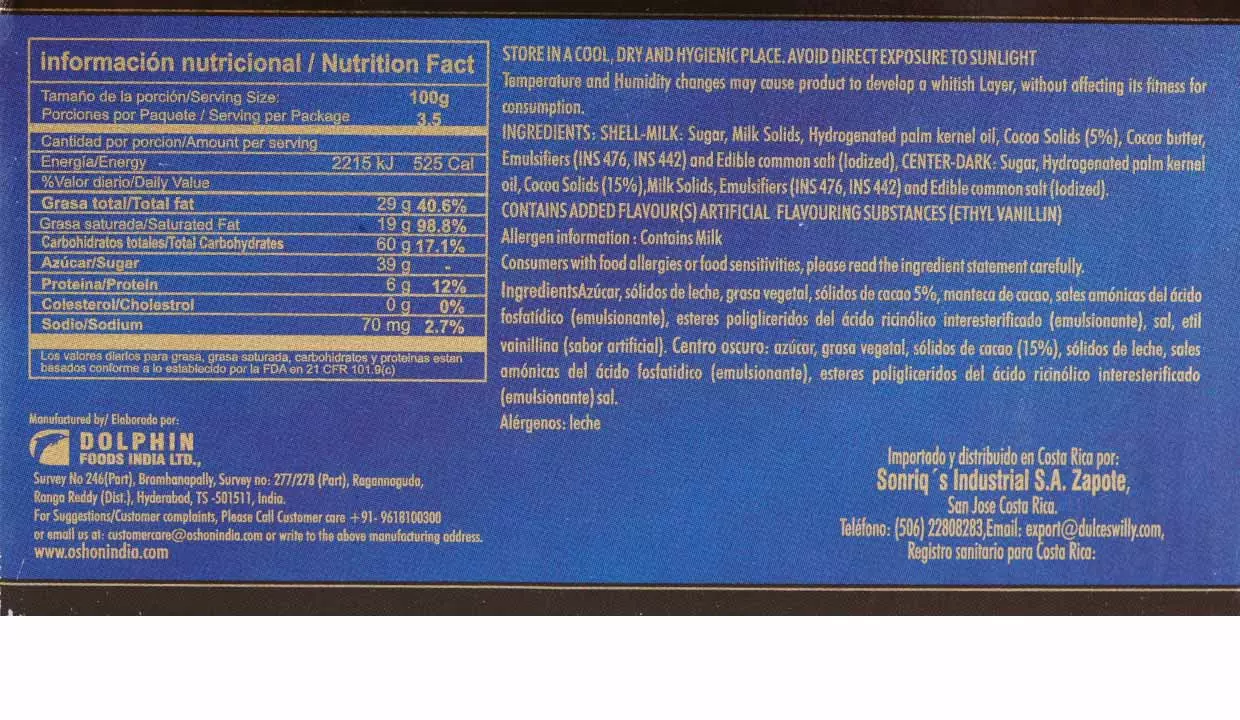 Información nutricional / Nutrition Fact
Tamaño de la porción/Serving Size: 100g
Porciones por Paquete / Serving per Package 3.5
Cantidad por porción/Amount per serving
Energía/Energy 2215 kJ 525 Cal
%Valor diario/Daily Value
Grasa total/Total fat 29 g 40.6%
Grasa saturada/Saturated Fat 19 g 98.8%
Carbohidratos totales/Total Carbohydrates 60 g 17.1%
Azúcar/Sugar 39 g -
Proteina/Protein 6 g 12%
Colesterol/Cholestrol 0 g 0%
Sodio/Sodium 70 mg 2.7%
Los valores diarios para grasa, grasa saturada, carbohidratos y proteinas estan
basados conforme a lo establecido por la FDA en 21 CFR 101.9(c)
Manufactured by/ Elaborado por:
DOLPHIN
FOODS INDIA LTD.,
Survey No 246(Part), Bramhanapally, Survey no: 277/278 (Part), Ragannaguda,
Ranga Reddy (Dist.), Hyderabad, TS -501511, India.
For Suggestions/Customer complaints, Please Call Customer care +91- 9618100300
or email us at: customercare@oshonindia.com or write to the above manufacturing address.
www.oshonindia.com
STORE IN A COOL, DRY AND HYGIENIC PLACE. AVOID DIRECT EXPOSURE TO SUNLIGHT
Temperature and Humidity changes may cause product to develop a whitish Layer, without affecting its fitness for
consumption.
INGREDIENTS: SHELL-MILK: Sugar, Milk Solids, Hydrogenated palm kernel oil, Cocoa Solids (5%), Cocoa butter,
Emulsifiers (INS 476, INS 442) and Edible common salt (Iodized), CENTER-DARK: Sugar, Hydrogenated palm kernel
oil, Cocoa Solids (15%),Milk Solids, Emulsifiers (INS 476, INS 442) and Edible common salt (Iodized).
CONTAINS ADDED FLAVOUR(S) ARTIFICIAL FLAVOURING SUBSTANCES (ETHYL VANILLIN)
Allergen information : Contains Milk
Consumers with food allergies or food sensitivities, please read the ingredient statement carefully.
IngredientsAzúcar, sólidos de leche, grasa vegetal, sólidos de cacao 5%, manteca de cacao, sales amónicas del ácido
fosfatídico (emulsionante), esteres poligliceridos del ácido ricinólico interesterificado (emulsionante), sal, etil
vainillina (sabor artificial). Centro oscuro: azúcar, grasa vegetal, sólidos de cacao (15%), sólidos de leche, sales
amónicas del ácido fosfatidico (emulsionante), esteres poligliceridos del ácido ricinólico interesterificado
(emulsionante) sal.
Alérgenos: leche
Importado y distribuido en Costa Rica por:
Sonriq´s Industrial S.A. Zapote,
San Jose Costa Rica.
Teléfono: (506) 22808283,Email: export@dulceswilly.com,
Registro sanitario para Costa Rica: